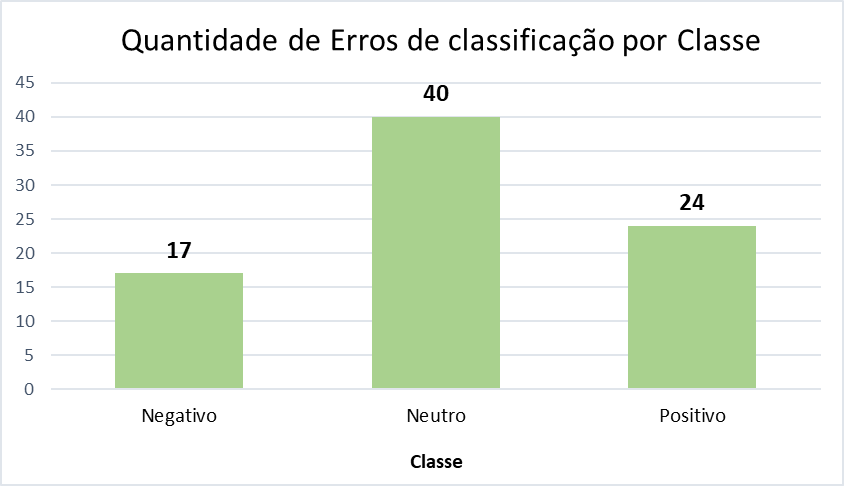 Quantidade de Erros de classificação por Classe
45
40
35
30
25
20
15
10
5
0
17
40
24
Negativo
Neutro
Positivo
Classe